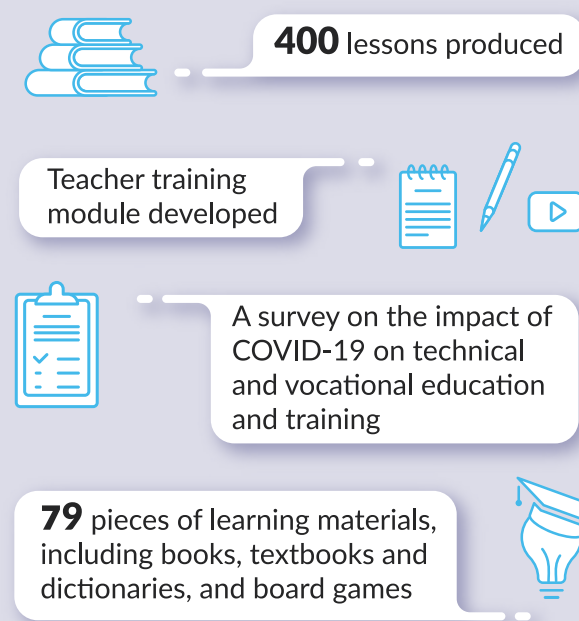 400 lessons produced
Teacher training
module developed
A survey on the impact of
COVID-19 on technical
and vocational education
and training
79 pieces of learning materials,
including books, textbooks and
dictionaries, and board games